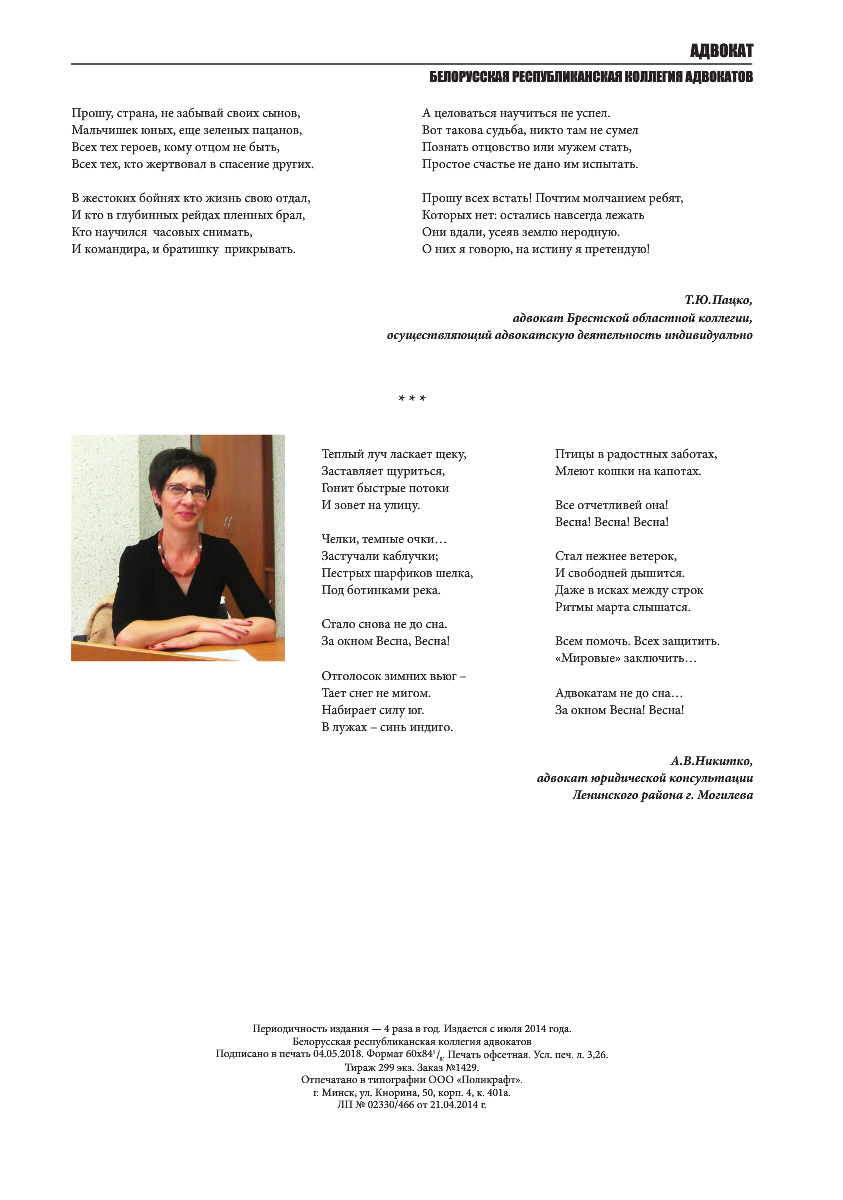 АДВОКАТ
БЕЛОРУССКАЯ РЕСПУБЛИКАНСКАЯ КОЛЛЕГИЯ АДВОКАТОВ
Прошу, страна, не забывай своих сынов,
Мальчишек юных, еще зеленых пацанов,
Всех тех героев, кому отцом не быть,
Всех тех, кто жертвовал в спасение других.
В жестоких бойнях кто жизнь свою отдал,
И кто в глубинных рейдах пленных брал,
Кто научился часовых снимать,
И командира, и братишку прикрывать.
А целоваться научиться не успел.
Вот такова судьба, никто там не сумел
Познать отцовство или мужем стать,
Простое счастье не дано им испытать.
Прошу всех встать! Почтим молчанием ребят,
Которых нет: остались навсегда лежать
Они вдали, усеяв землю неродную.
О них я говорю, на истину я претендую!
Т.Ю.Пацко,
адвокат Брестской областной коллегии,
осуществляющий адвокатскую деятельность индивидуально
* * *
Теплый луч ласкает щеку,
Заставляет щуриться,
Гонит быстрые потоки
И зовет на улицу.
Челки, темные очки…
Застучали каблучки;
Пестрых шарфиков шелка,
Под ботинками река.
Стало снова не до сна.
За окном Весна, Весна!
Отголосок зимних вьюг –
Тает снег не мигом.
Набирает силу юг.
В лужах – синь индиго.
Птицы в радостных заботах,
Млеют кошки на капотах.
Все отчетливей она!
Весна! Весна! Весна!
Стал нежнее ветерок,
И свободней дышится.
Даже в исках между строк
Ритмы марта слышатся.
Всем помочь. Всех защитить.
«Мировые» заключить…
Адвокатам не до сна…
За окном Весна! Весна!
А.В.Никитко,
адвокат юридической консультации
Ленинского района г. Могилева
Периодичность издания — 4 раза в год. Издается с июля 2014 года.
Белорусская республиканская коллегия адвокатов
Подписано в печать 04.05.2018. Формат 60х84¹/₈. Печать офсетная. Усл. печ. л. 3,26.
Тираж 299 экз. Заказ №1429.
Отпечатано в типографии ООО «Поликрафт».
г. Минск, ул. Кнорина, 50, корп. 4, к. 401а.
ЛП № 02330/466 от 21.04.2014 г.